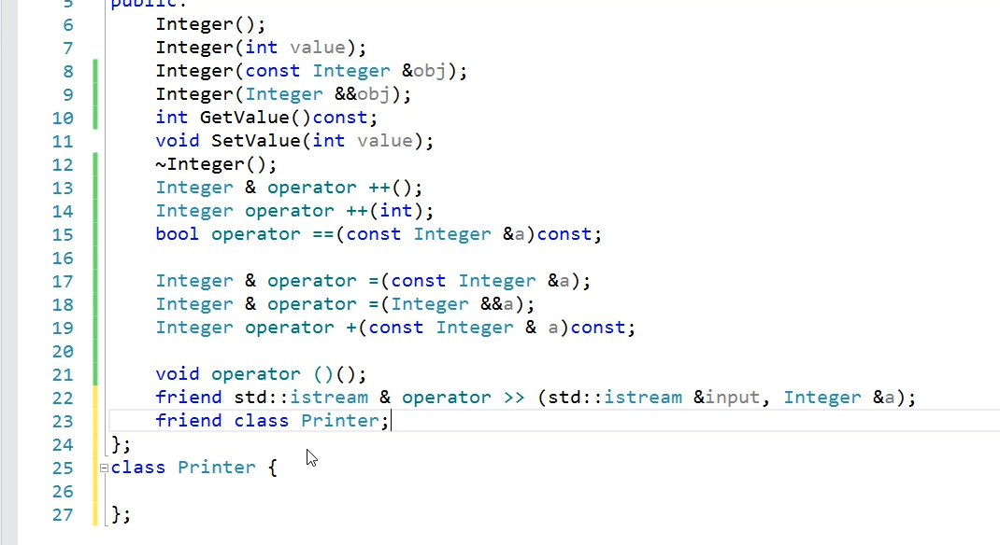 5 public:
6 Integer();
7 Integer(int value);
8 Integer(const Integer &obj);
9 Integer(Integer &&obj);
10 int GetValue()const;
11 void SetValue(int value);
12 ~Integer();
13 Integer & operator ++();
14 Integer operator ++(int);
15 bool operator ==(const Integer &a)const;
16
17 Integer & operator =(const Integer &a);
18 Integer & operator =(Integer &&a);
19 Integer operator +(const Integer & a)const;
20
21 void operator ()();
22 friend std::istream & operator >> (std::istream &input, Integer &a);
23 friend class Printer;
24 };
25 class Printer {
26
27 };